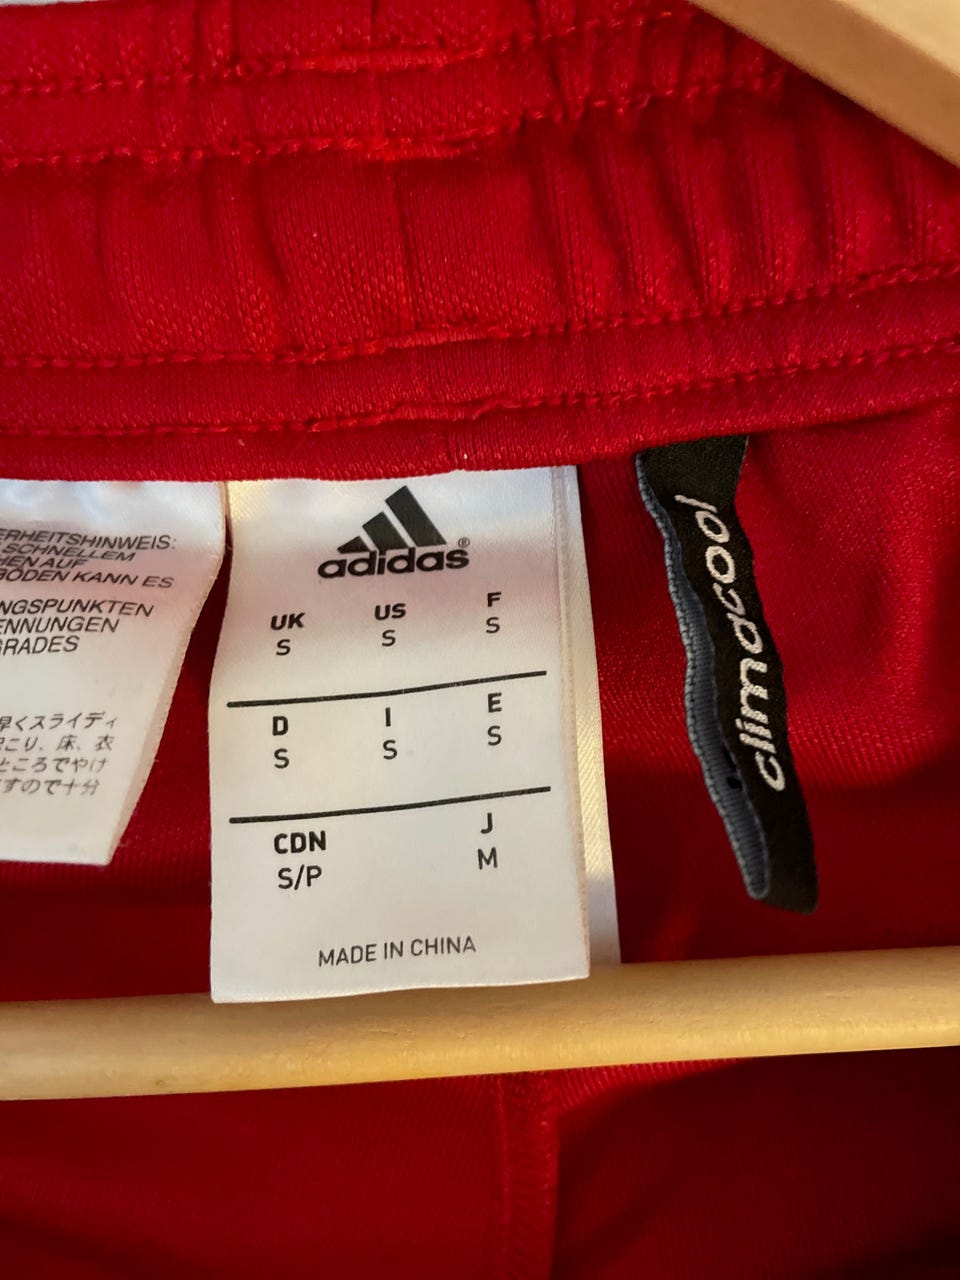 ERHEITSHINWEIS:
SCHNELLEM
HEN AUF
BÖDEN KANN ES
NGSPUNKTEN
ENNUNGEN
GRADES
早くスライディ
こり、床、衣
ところでやけ
すので十分
adidas®
UK US F
S S S
D I E
S S S
CDN J
S/P M
MADE IN CHINA
climacool